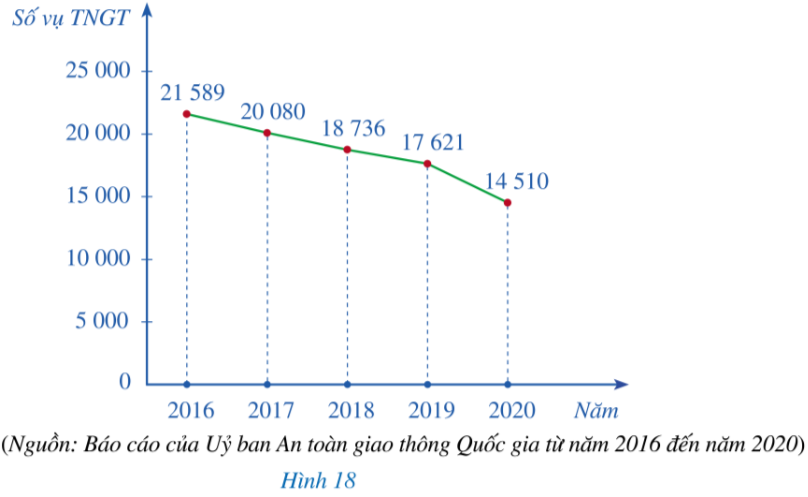 Số vụ TNGT
25 000
21 589
20 080
20 000
18 736
17 621
15 000
14 510
10 000
5 000
0
2016 2017 2018 2019 2020 Năm
(Nguồn: Báo cáo của Uỷ ban An toàn giao thông Quốc gia từ năm 2016 đến năm 2020)
Hình 18